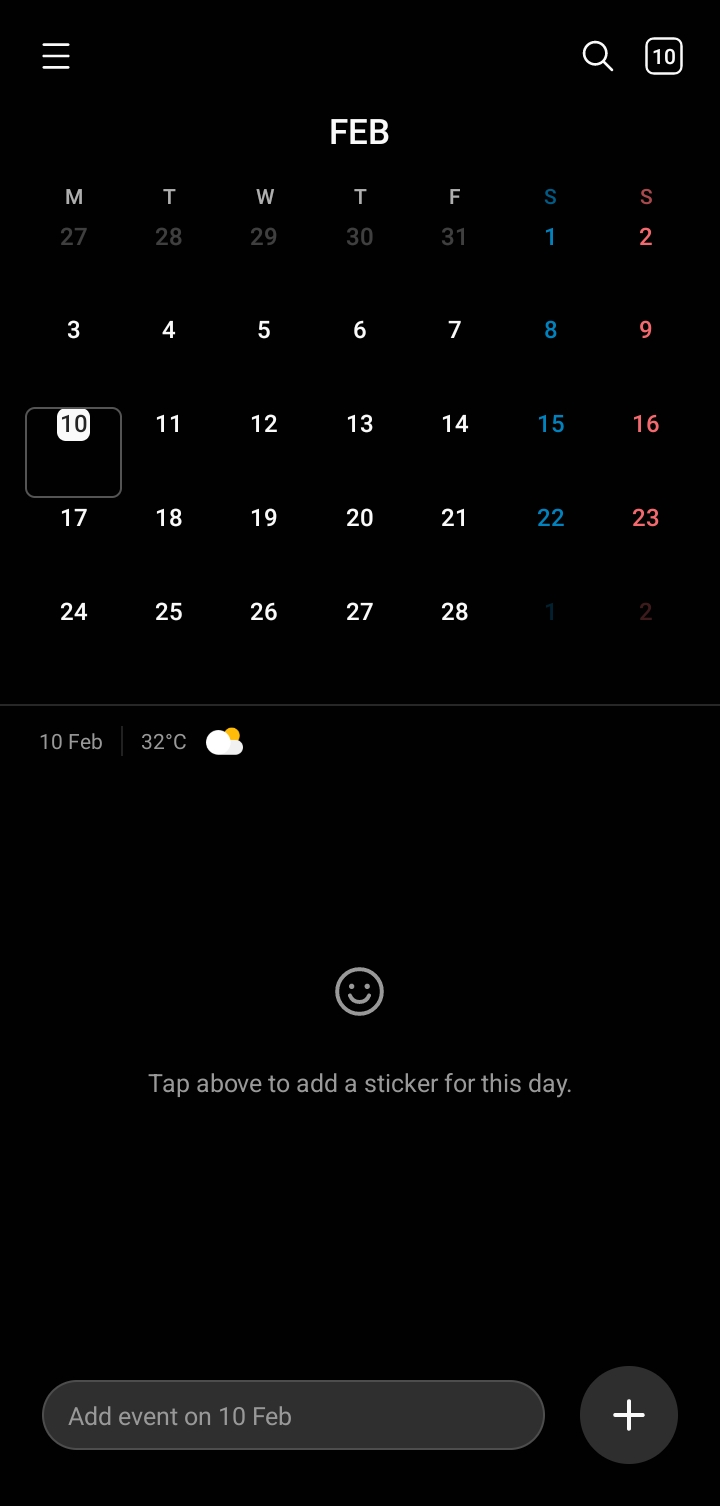 10
FEB
M T W T F S S
27 28 29 30 31 1 2
3 4 5 6 7 8 9
10 11 12 13 14 15 16
17 18 19 20 21 22 23
24 25 26 27 28 1 2
10 Feb 32°C
Tap above to add a sticker for this day.
Add event on 10 Feb